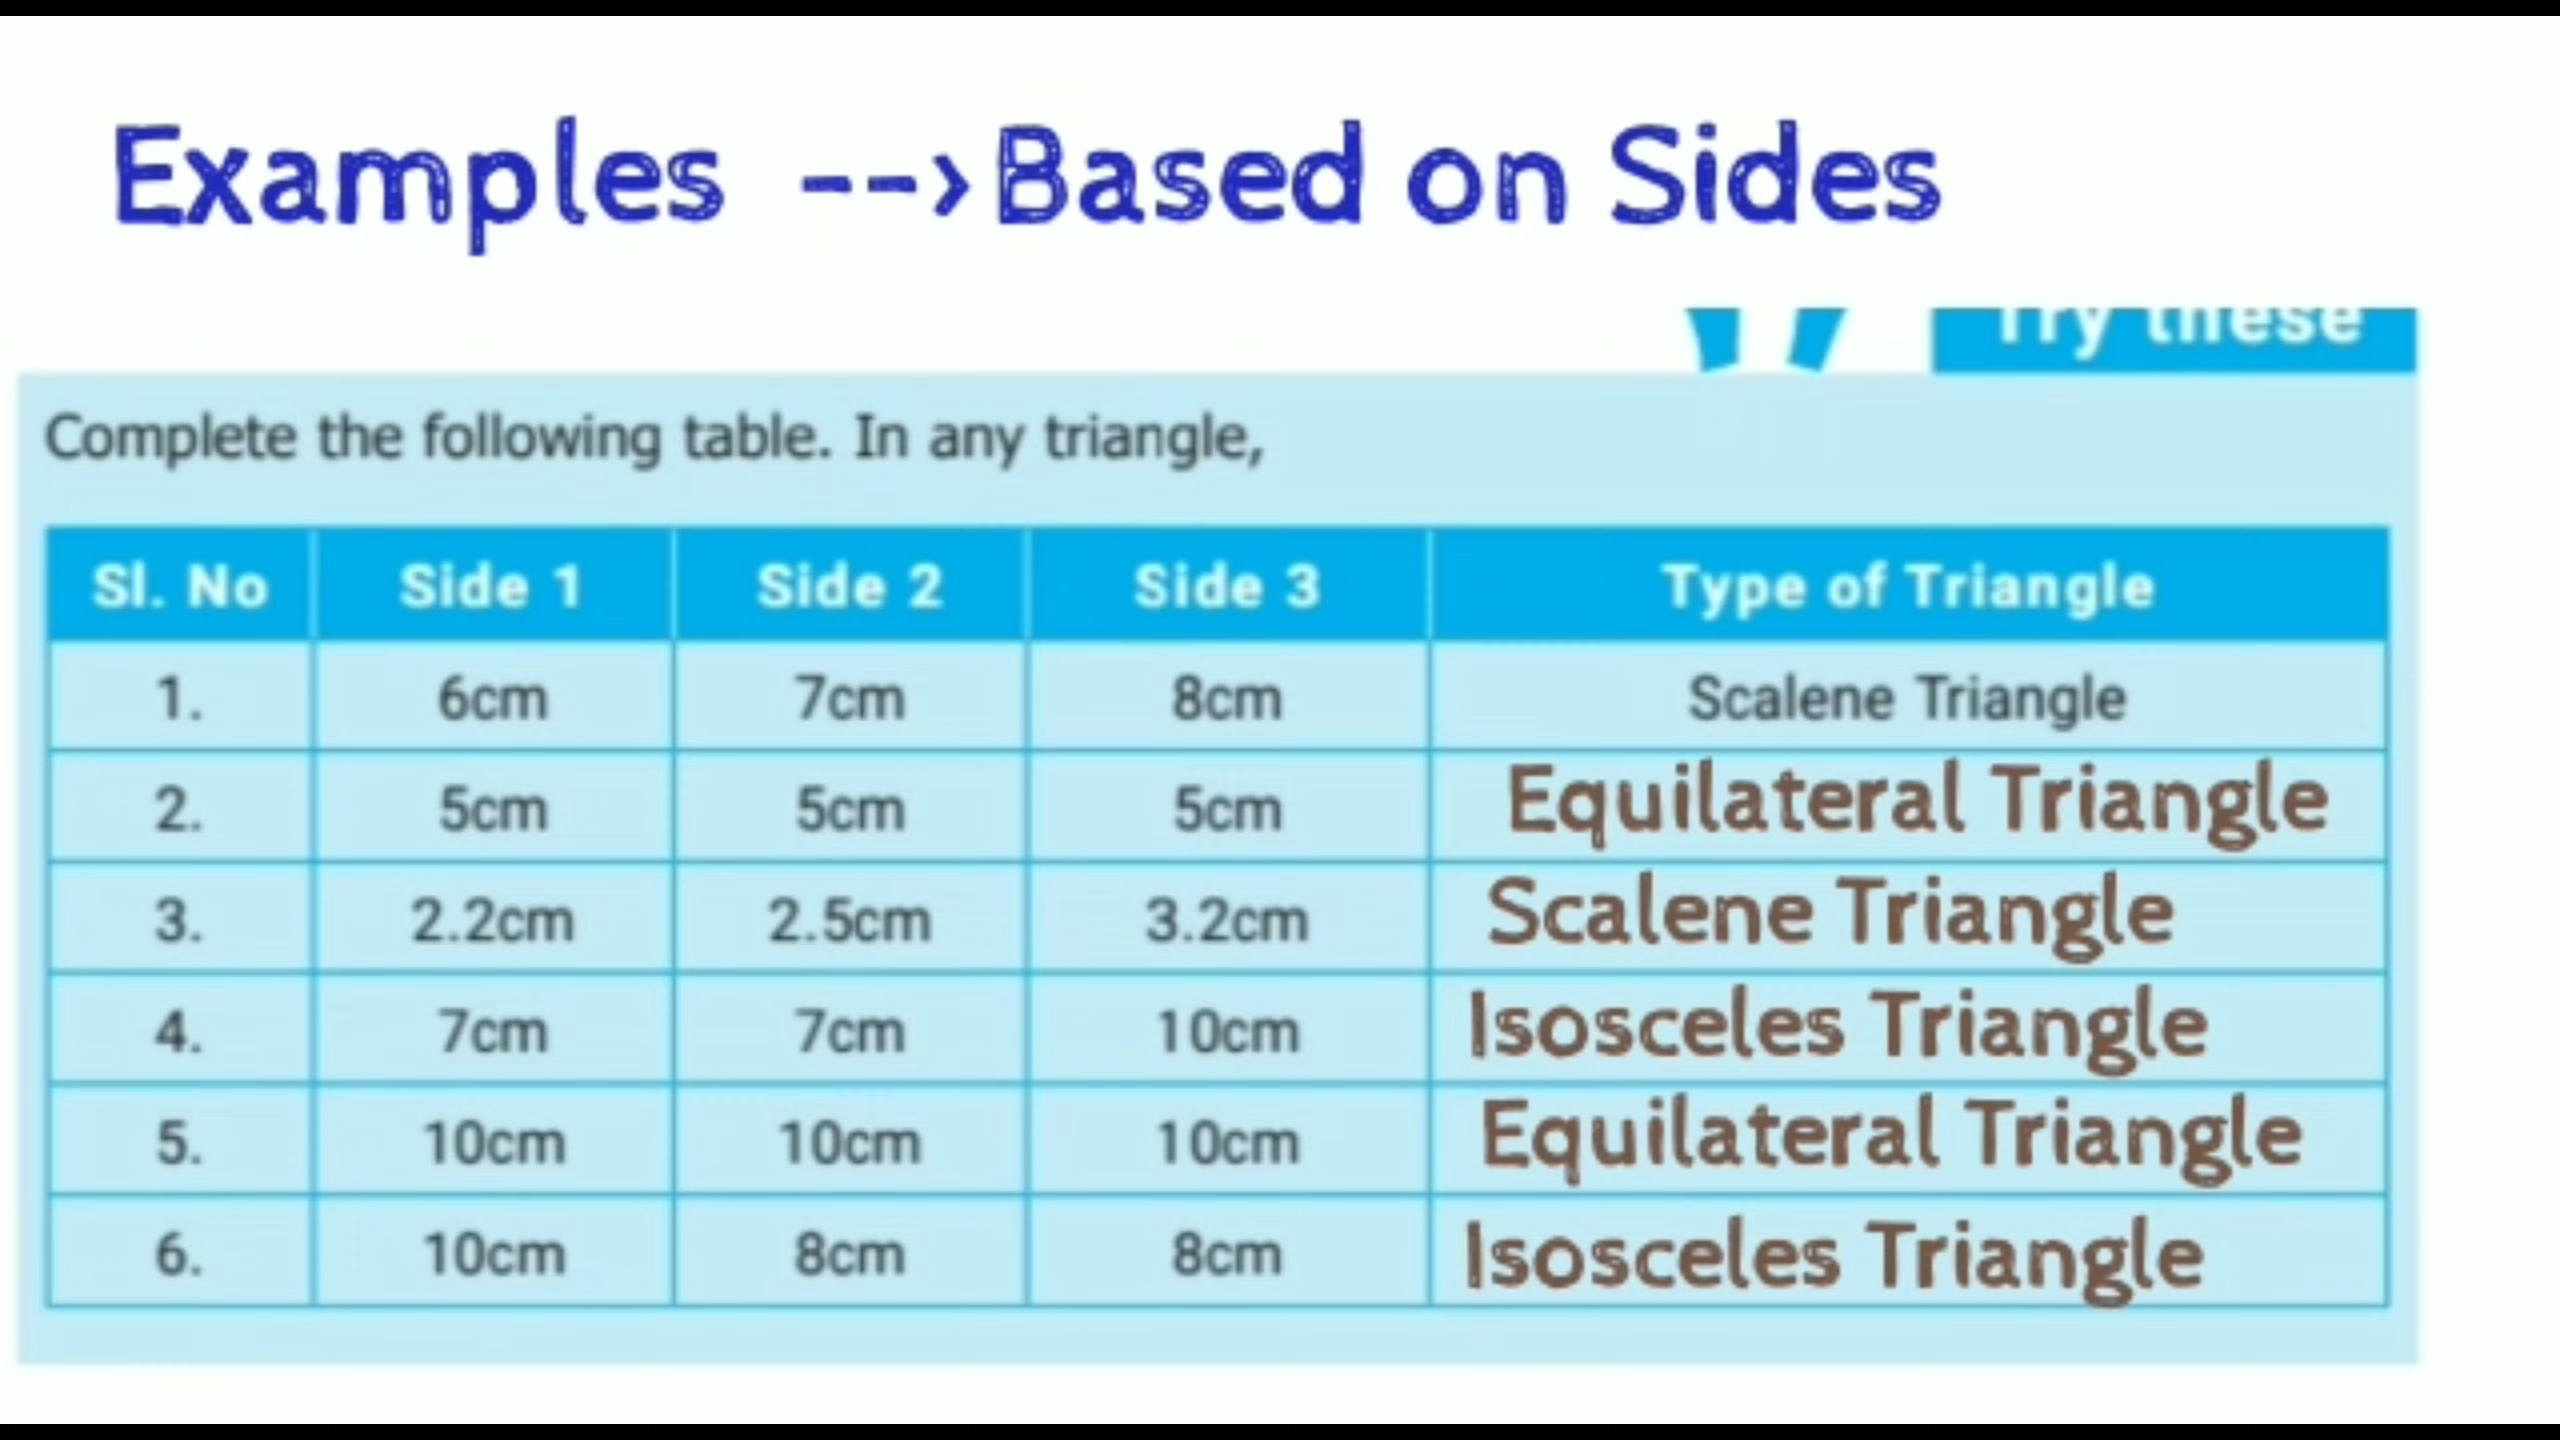 Examples --> Based on Sides
Try these
Complete the following table. In any triangle,
Sl. No Side 1 Side 2 Side 3 Type of Triangle
1. 6cm 7cm 8cm Scalene Triangle
2. 5cm 5cm 5cm Equilateral Triangle
3. 2.2cm 2.5cm 3.2cm Scalene Triangle
4. 7cm 7cm 10cm Isosceles Triangle
5. 10cm 10cm 10cm Equilateral Triangle
6. 10cm 8cm 8cm Isosceles Triangle